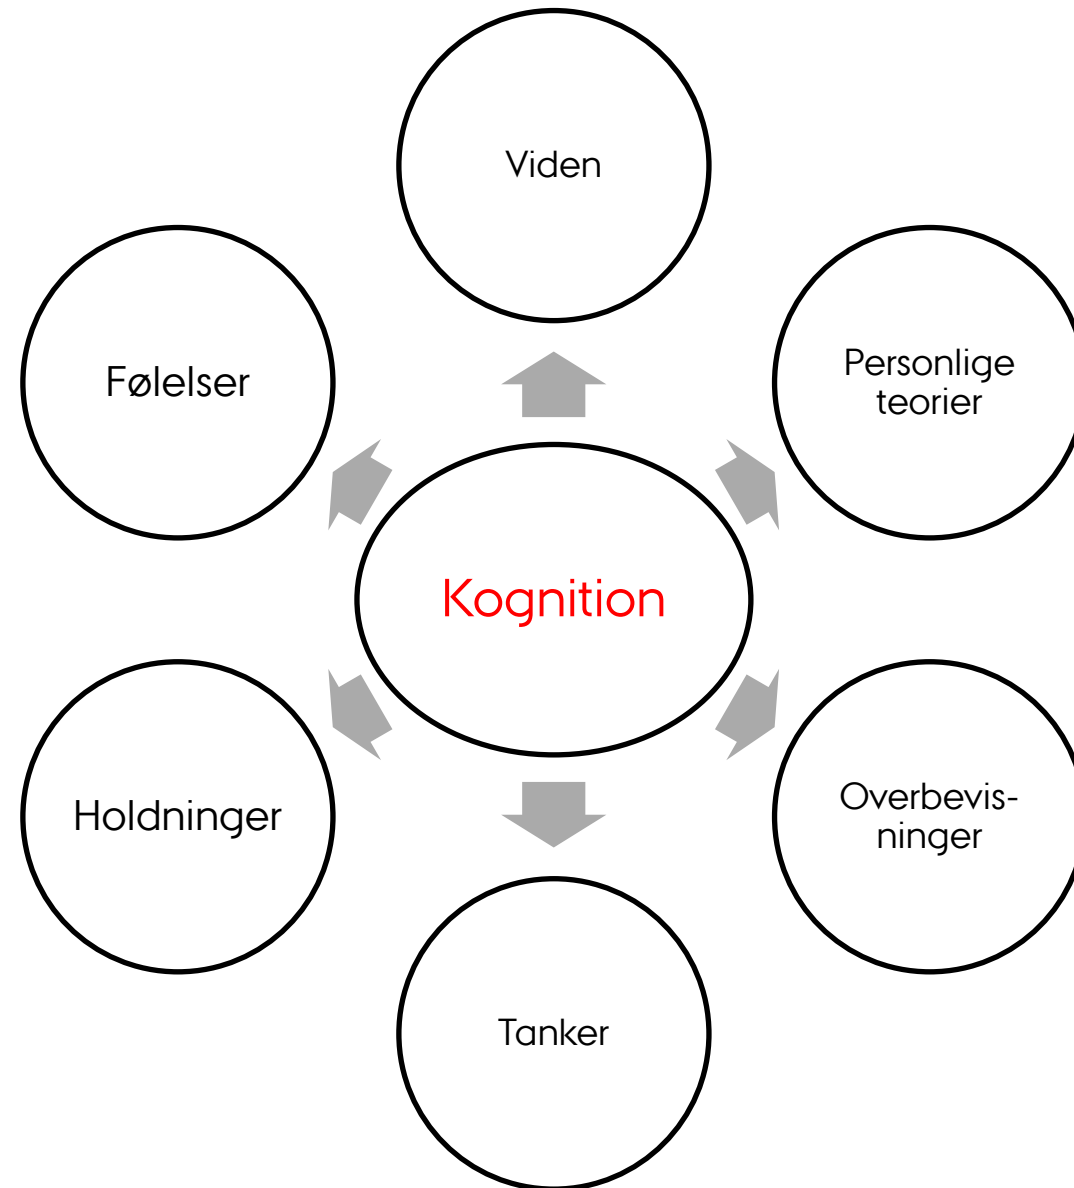 Viden
Følelser
Personlige
teorier
Kognition
Holdninger
Overbevis-
ninger
Tanker